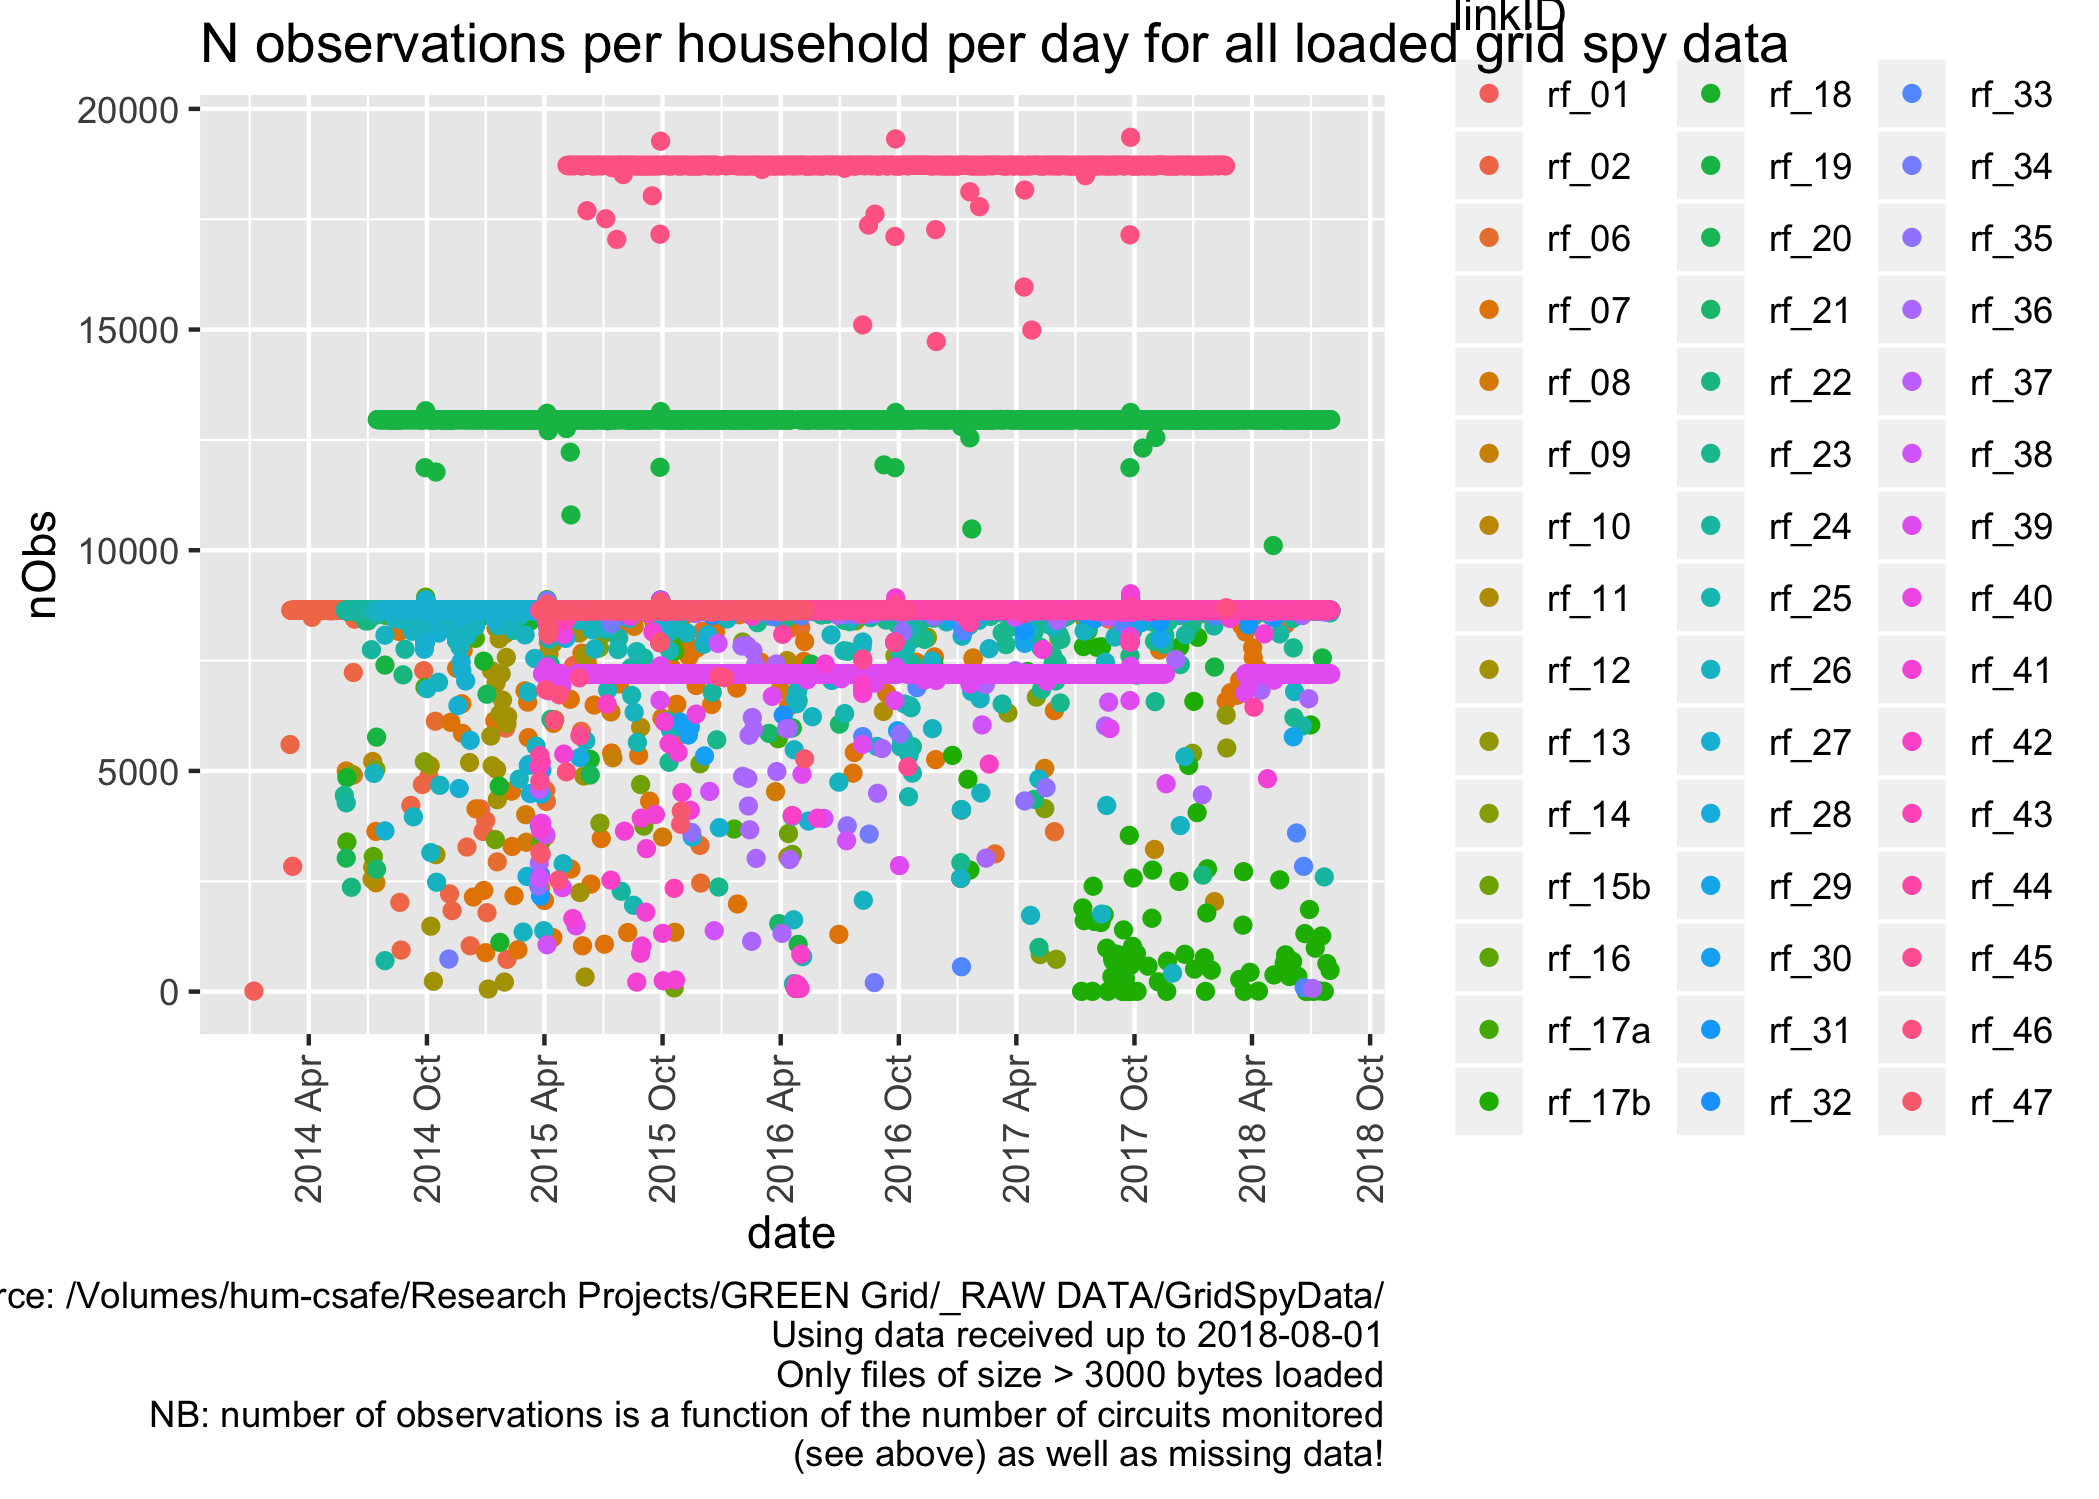 linkID
N observations per household per day for all loaded grid spy data
rf_01 rf_18 rf_33
rf_02 rf_19 rf_34
rf_06 rf_20 rf_35
rf_07 rf_21 rf_36
rf_08 rf_22 rf_37
rf_09 rf_23 rf_38
rf_10 rf_24 rf_39
rf_11 rf_25 rf_40
rf_12 rf_26 rf_41
rf_13 rf_27 rf_42
rf_14 rf_28 rf_43
rf_15b rf_29 rf_44
rf_16 rf_30 rf_45
rf_17a rf_31 rf_46
rf_17b rf_32 rf_47
nObs
20000
15000
10000
5000
0
2014 Apr
2014 Oct
2015 Apr
2015 Oct
2016 Apr
2016 Oct
2017 Apr
2017 Oct
2018 Apr
2018 Oct
date
rce: /Volumes/hum-csafe/Research Projects/GREEN Grid/_RAW DATA/GridSpyData/
Using data received up to 2018-08-01
Only files of size > 3000 bytes loaded
NB: number of observations is a function of the number of circuits monitored
(see above) as well as missing data!